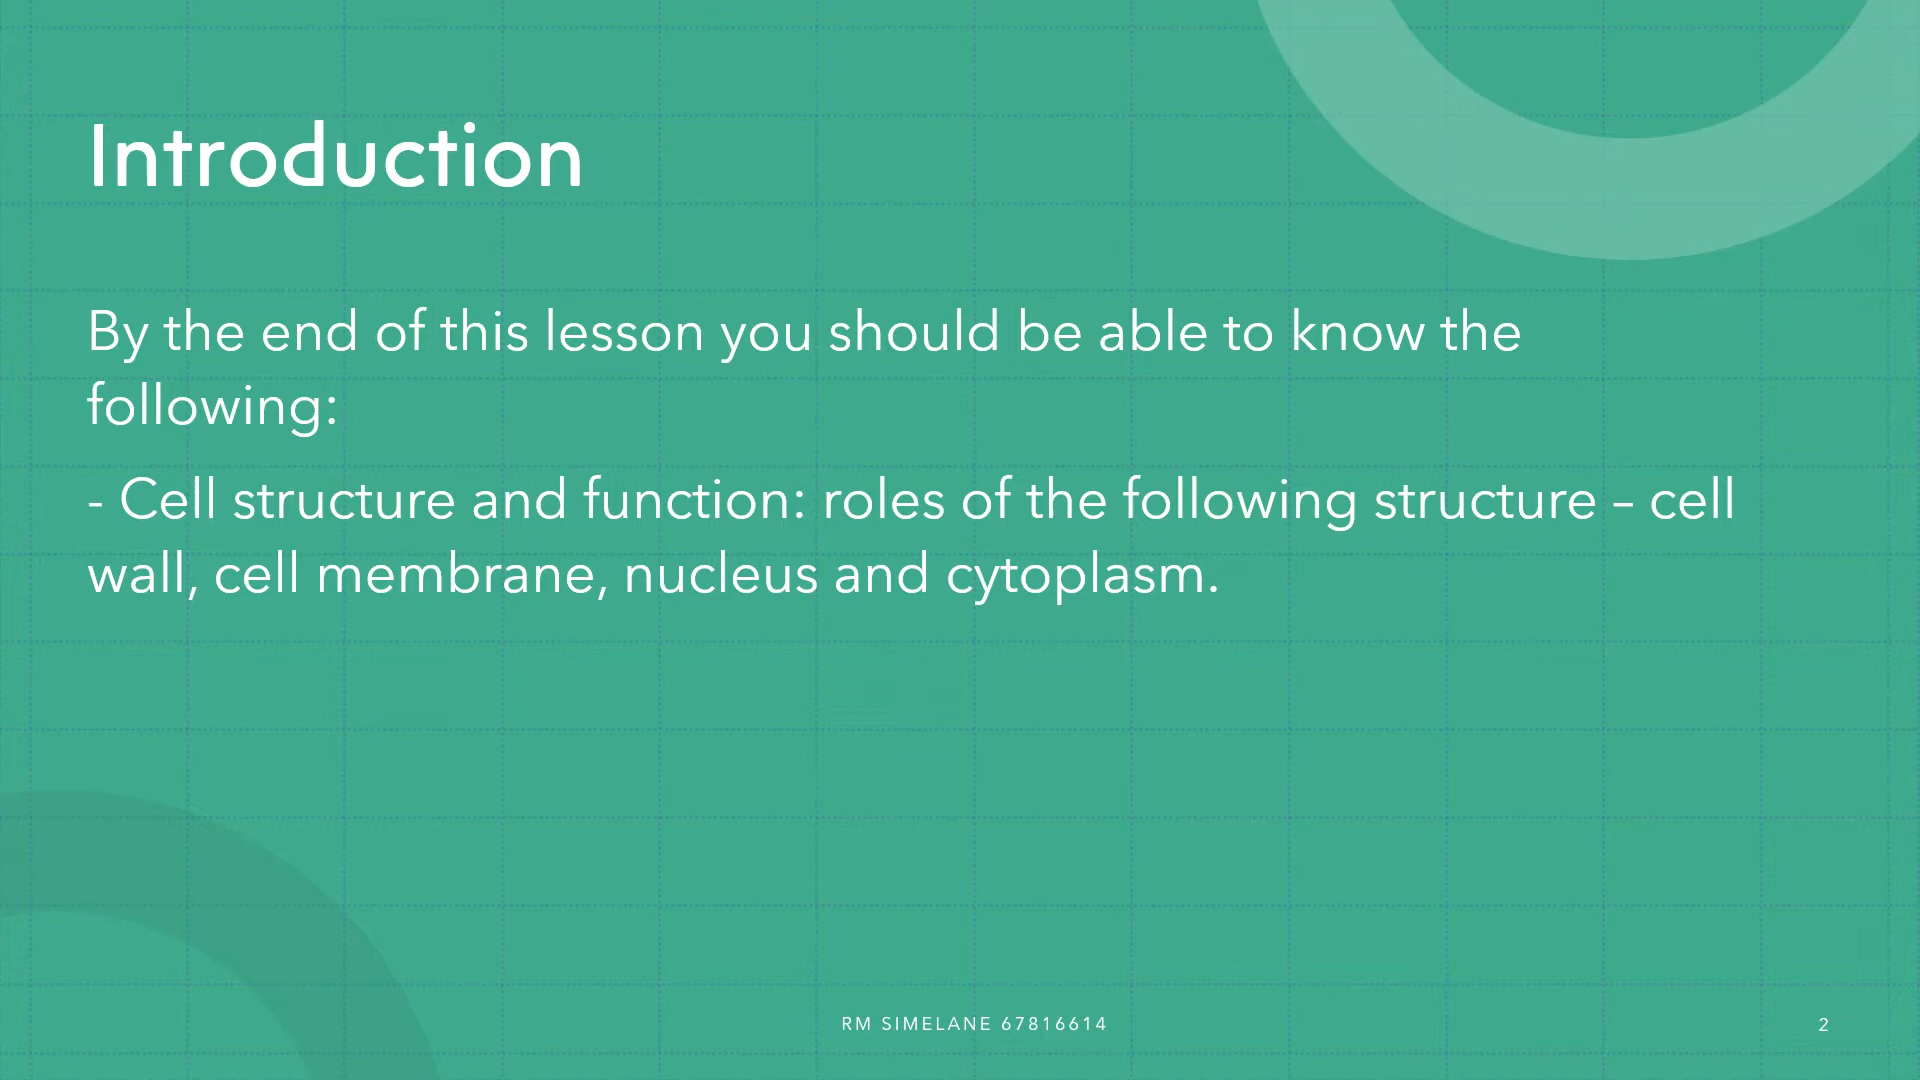 Introduction
By the end of this lesson you should be able to know the
following:
- Cell structure and function: roles of the following structure – cell
wall, cell membrane, nucleus and cytoplasm.
RM SIMELANE 67816614
2